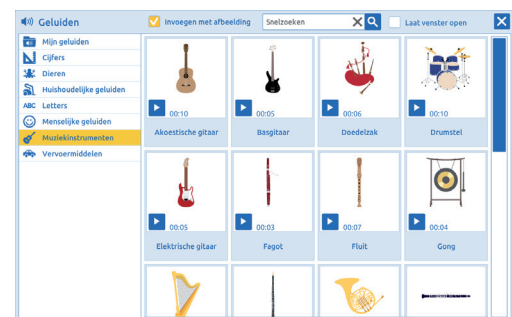 Geluiden
Invoegen met afbeelding
Snelzoeken
Laat venster open
Mijn geluiden
Cijfers
Dieren
Huishoudelijke geluiden
ABC Letters
Menselijke geluiden
Muziekinstrumenten
Vervoermiddelen
00:10
00:05
00:06
00:10
Akoestische gitaar
Basgitaar
Doedelzak
Drumstel
00:05
00:03
00:07
00:04
Elektrische gitaar
Fagot
Fluit
Gong